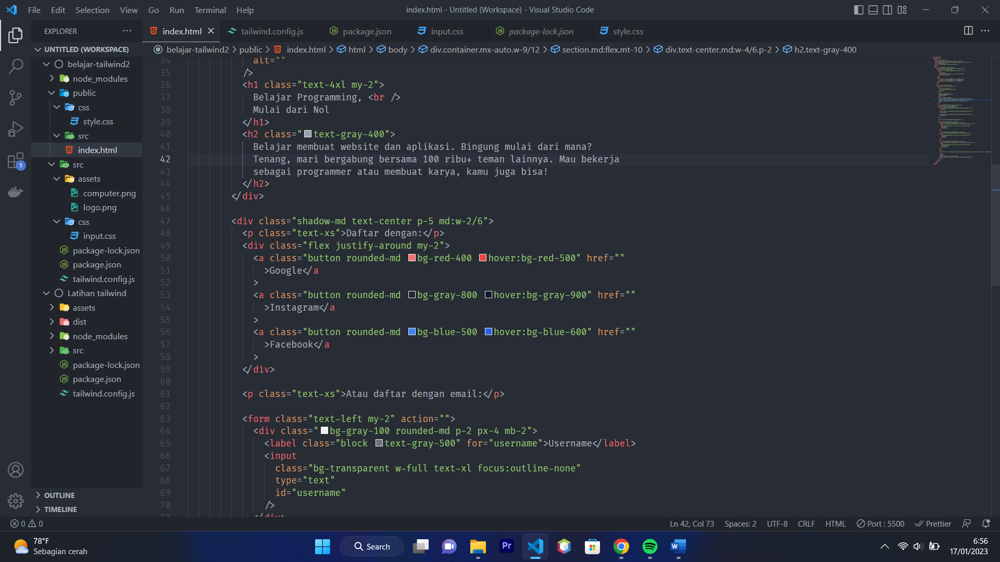 File Edit Selection View Go Run Terminal Help
index.html - Untitled (Workspace) - Visual Studio Code
EXPLORER
index.html
tailwind.config.js
package.json
input.css
package-lock.json
style.css
UNTITLED (WORKSPACE)
belajar-tailwind2 > public > index.html > html > body > div.container.mx-auto.w-9/12 > section.md:flex.mt-10 > div.text-center.md:w-4/6.p-2 > h2.text-gray-400
belajar-tailwind2
node_modules
public
css
style.css
src
index.html
src
assets
computer.png
logo.png
css
input.css
package-lock.json
package.json
tailwind.config.js
Latihan tailwind
assets
dist
node_modules
src
package-lock.json
package.json
tailwind.config.js
OUTLINE
TIMELINE
34 alt=""
35 />
36 <h1 class="text-4xl my-2">
37 Belajar Programming, <br />
38 Mulai dari Nol
39 </h1>
40 <h2 class="text-gray-400">
41 Belajar membuat website dan aplikasi. Bingung mulai dari mana?
42 Tenang, mari bergabung bersama 100 ribu+ teman lainnya. Mau bekerja
43 sebagai programmer atau membuat karya, kamu juga bisa!
44 </h2>
45 </div>
46
47 <div class="shadow-md text-center p-5 md:w-2/6">
48 <p class="text-xs">Daftar dengan:</p>
49 <div class="flex justify-around my-2">
50 <a class="button rounded-md bg-red-400 hover:bg-red-500" href=""
51 >Google</a
52 >
53 <a class="button rounded-md bg-gray-800 hover:bg-gray-900" href=""
54 >Instagram</a
55 >
56 <a class="button rounded-md bg-blue-500 hover:bg-blue-600" href=""
57 >Facebook</a
58 >
59 </div>
60
61 <p class="text-xs">Atau daftar dengan email:</p>
62
63 <form class="text-left my-2" action="">
64 <div class="bg-gray-100 rounded-md p-2 px-4 mb-2">
65 <label class="block text-gray-500" for="username">Username</label>
66 <input
67 class="bg-transparent w-full text-xl focus:outline-none"
68 type="text"
69 id="username"
70 />
71 </div>
1
0 0
Ln 42, Col 73 Spaces: 2 UTF-8 CRLF HTML Port : 5500 Prettier
78°F
Sebagian cerah
Search
Pr
W
6:56
17/01/2023